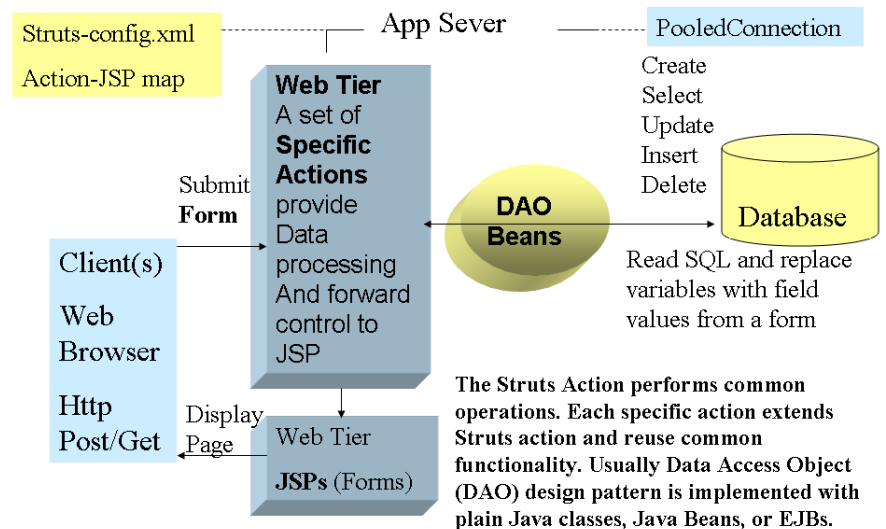 Struts-config.xml
Action-JSP map
App Sever
PooledConnection
Create
Select
Update
Insert
Delete
Web Tier
A set of
Specific
Actions
provide
Data
processing
And forward
control to
JSP
Submit
Form
DAO
Beans
Database
Read SQL and replace
variables with field
values from a form
Client(s)
Web
Browser
Http
Post/Get
Display
Page
Web Tier
JSPs (Forms)
The Struts Action performs common
operations. Each specific action extends
Struts action and reuse common
functionality. Usually Data Access Object
(DAO) design pattern is implemented with
plain Java classes, Java Beans, or EJBs.